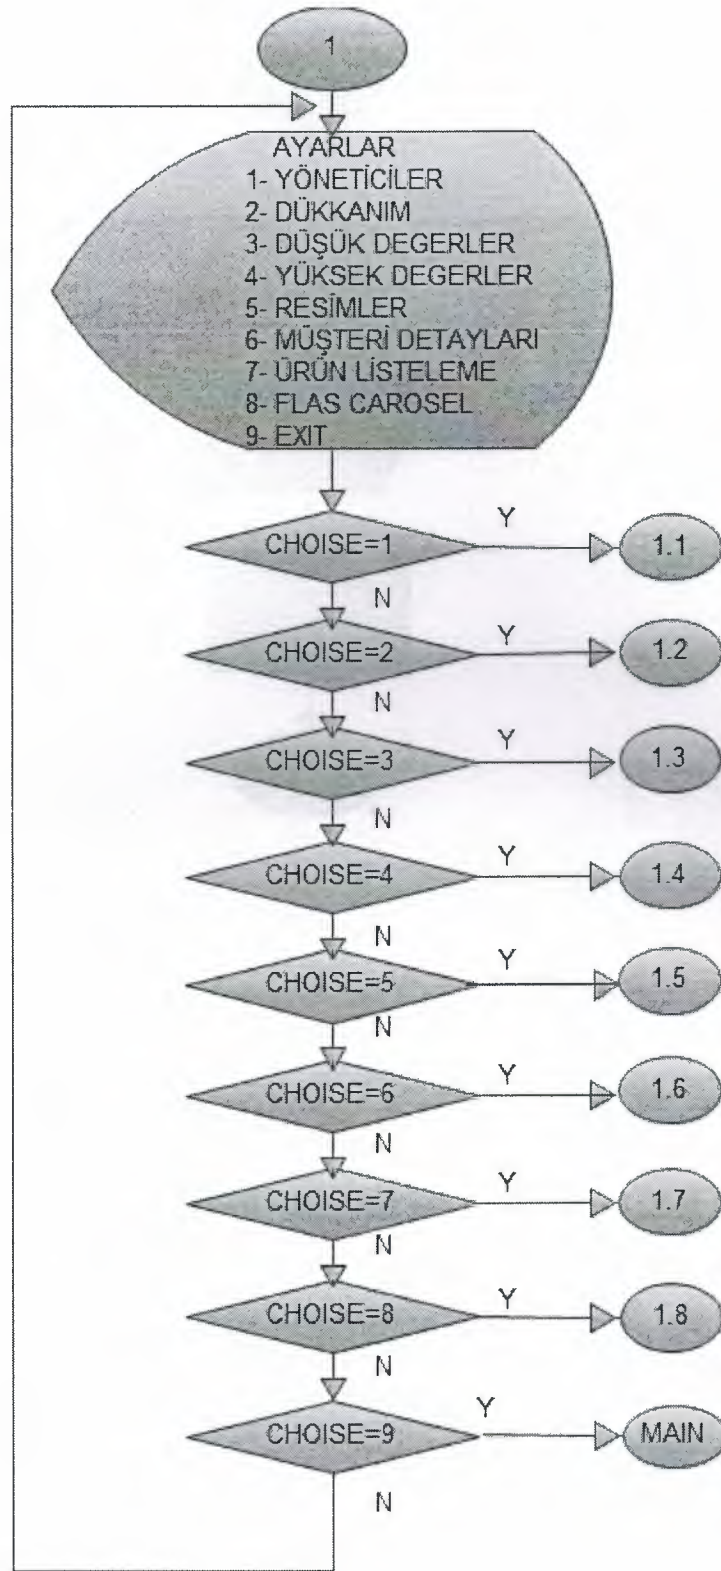 1
AYARLAR
1- YÖNETİCİLER
2- DÜKKANIM
3- DÜŞÜK DEGERLER
4- YÜKSEK DEGERLER
5- RESİMLER
6- MÜŞTERİ DETAYLARI
7- ÜRÜN LİSTELEME
8- FLAS CAROSEL
9- EXIT
CHOISE=1 Y 1.1
N
CHOISE=2 Y 1.2
N
CHOISE=3 Y 1.3
N
CHOISE=4 Y 1.4
N
CHOISE=5 Y 1.5
N
CHOISE=6 Y 1.6
N
CHOISE=7 Y 1.7
N
CHOISE=8 Y 1.8
N
CHOISE=9 Y MAIN
N